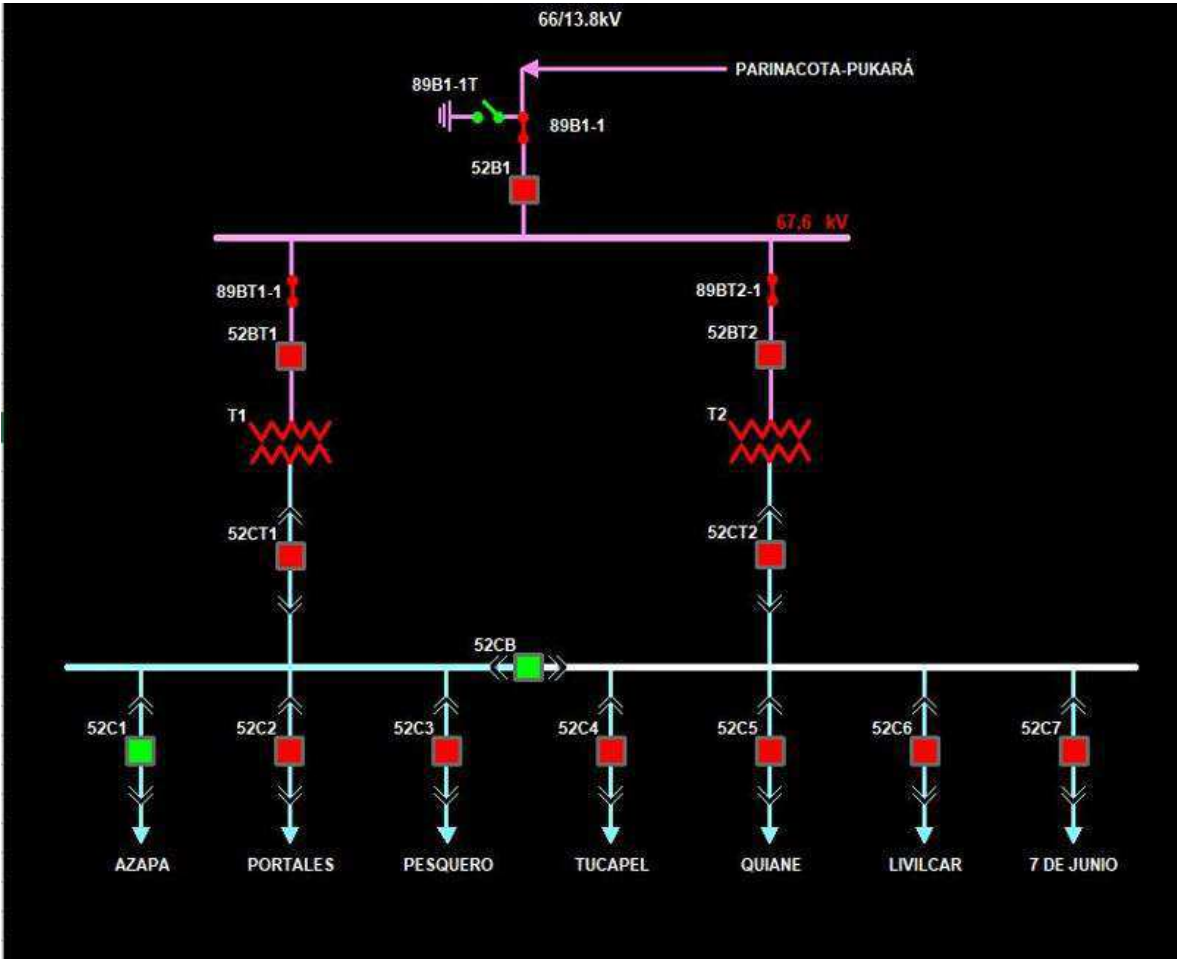 66/13.8kV
PARINACOTA-PUKARÁ
89B1-1T
89B1-1
52B1
67,6 kV
89BT1-1
89BT2-1
52BT1
52BT2
T1
T2
52CT1
52CT2
52CB
52C1
52C2
52C3
52C4
52C5
52C6
52C7
AZAPA
PORTALES
PESQUERO
TUCAPEL
QUIANE
LIVILCAR
7 DE JUNIO